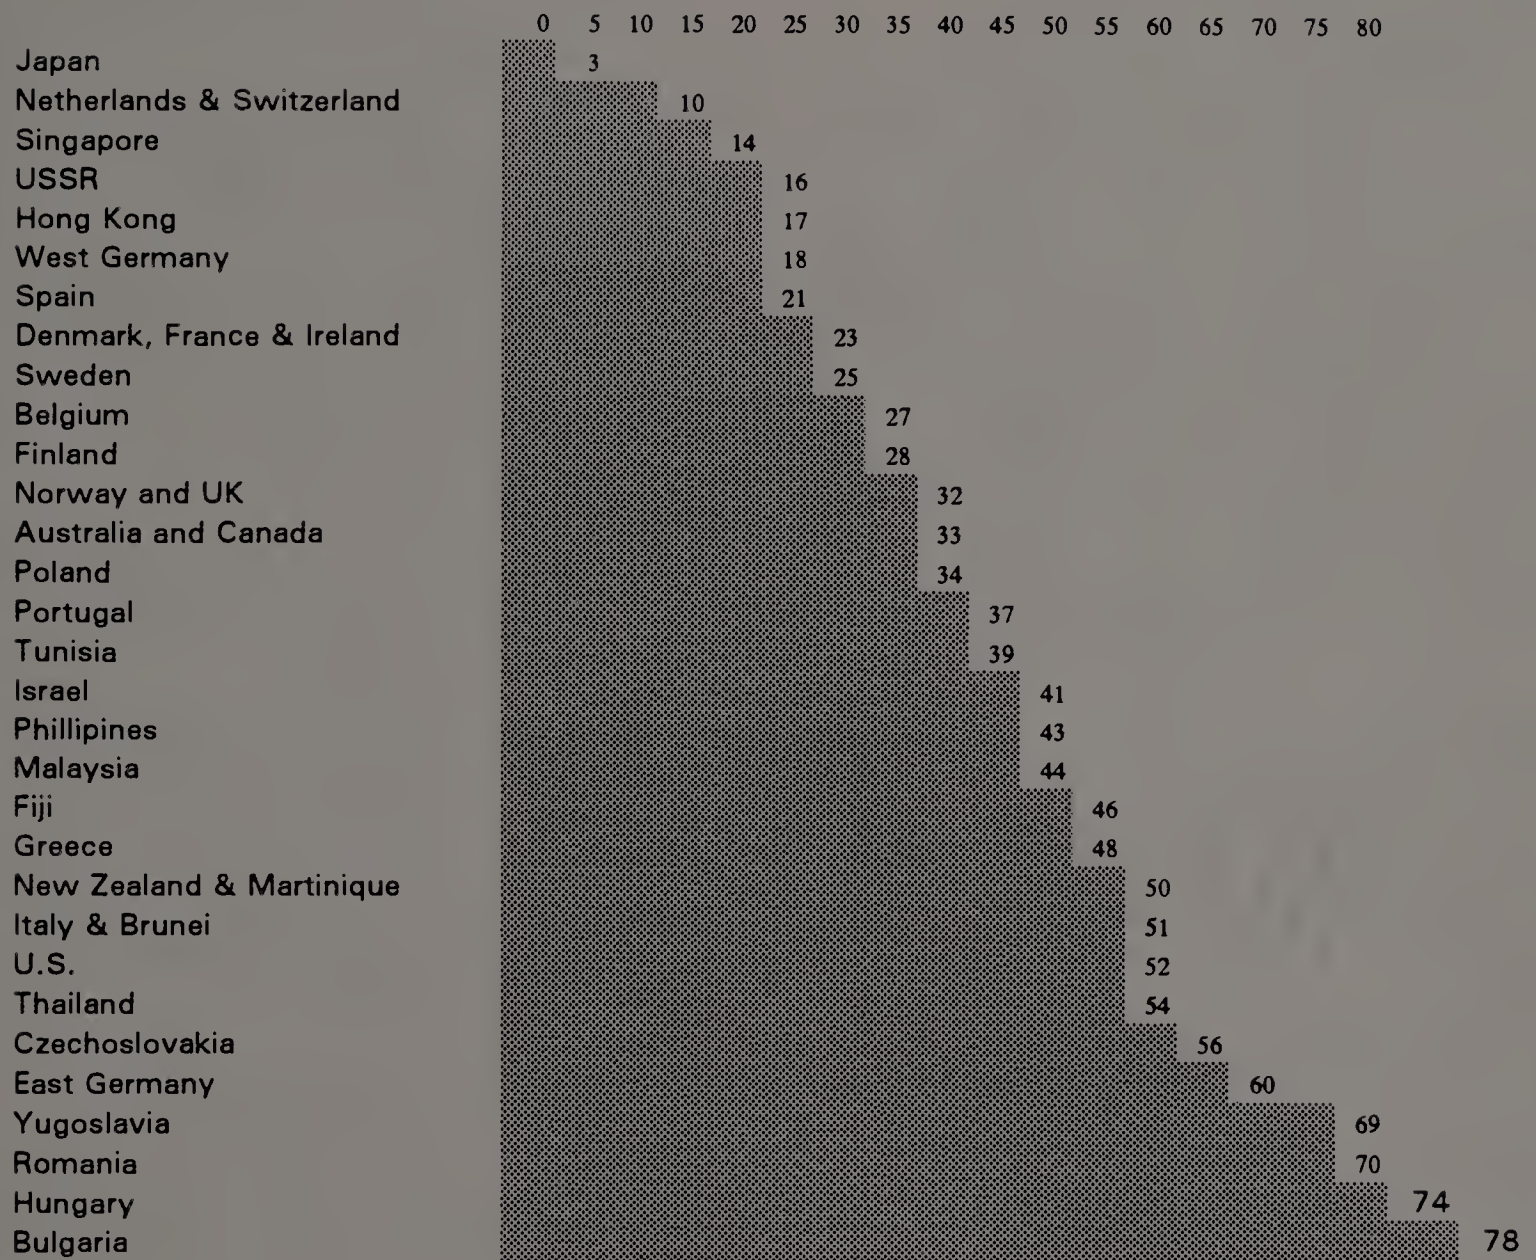 0 5 10 15 20 25 30 35 40 45 50 55 60 65 70 75 80
Japan 3
Netherlands & Switzerland 10
Singapore 14
USSR 16
Hong Kong 17
West Germany 18
Spain 21
Denmark, France & Ireland 23
Sweden 25
Belgium 27
Finland 28
Norway and UK 32
Australia and Canada 33
Poland 34
Portugal 37
Tunisia 39
Israel 41
Phillipines 43
Malaysia 44
Fiji 46
Greece 48
New Zealand & Martinique 50
Italy & Brunei 51
U.S. 52
Thailand 54
Czechoslovakia 56
East Germany 60
Yugoslavia 69
Romania 70
Hungary 74
Bulgaria 78